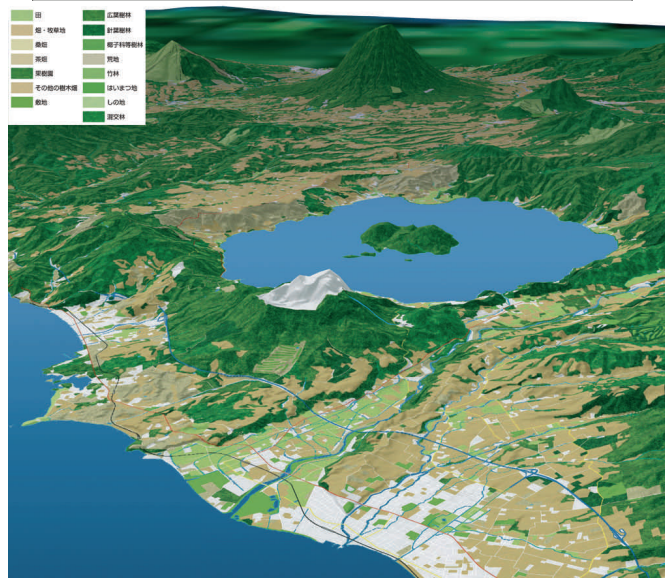 田
畑・牧草地
桑畑
茶畑
果樹園
その他の樹木畑
敷地
広葉樹林
針葉樹林
椰子科等樹林
荒地
竹林
はいまつ地
しの地
混交林